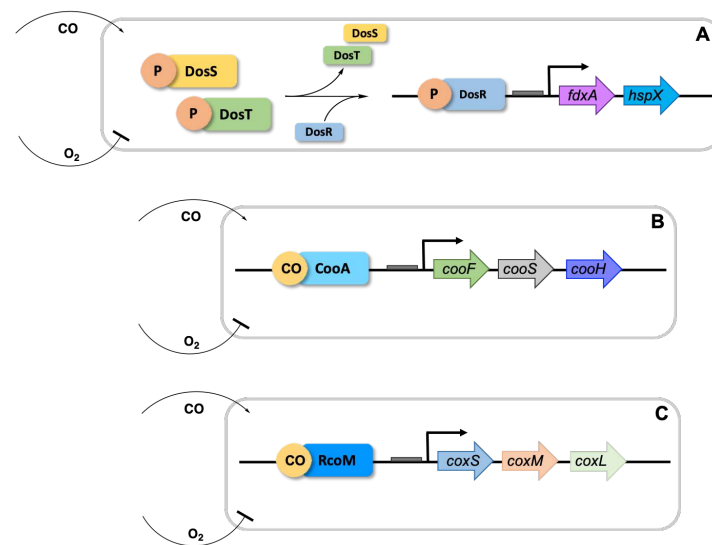 CO
A
DosS
DosT
P DosS
P DosT
DosR
P DosR
fdxA hspX
O2
B
CO
CO CooA
cooF cooS cooH
O2
C
CO
CO RcoM
coxS coxM coxL
O2